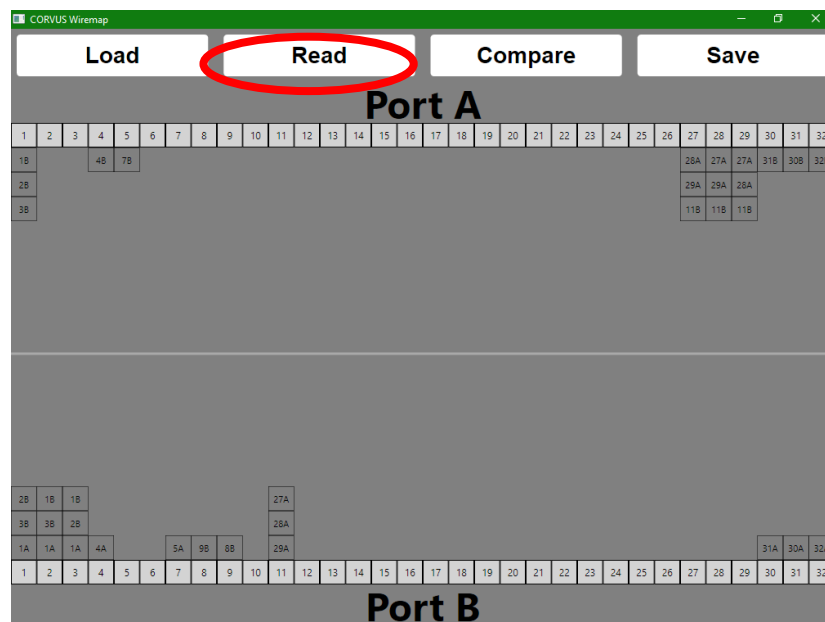 CORVUS Wiremap
Load Read Compare Save
Port A
1 2 3 4 5 6 7 8 9 10 11 12 13 14 15 16 17 18 19 20 21 22 23 24 25 26 27 28 29 30 31 32
1B 4B 7B 28A 27A 27A 31B 30B 32
2B 29A 29A 28A
3B 11B 11B 11B
2B 1B 1B 27A
3B 3B 2B 28A
1A 1A 1A 4A 5A 9B 8B 29A 31A 30A 32
1 2 3 4 5 6 7 8 9 10 11 12 13 14 15 16 17 18 19 20 21 22 23 24 25 26 27 28 29 30 31 32
Port B